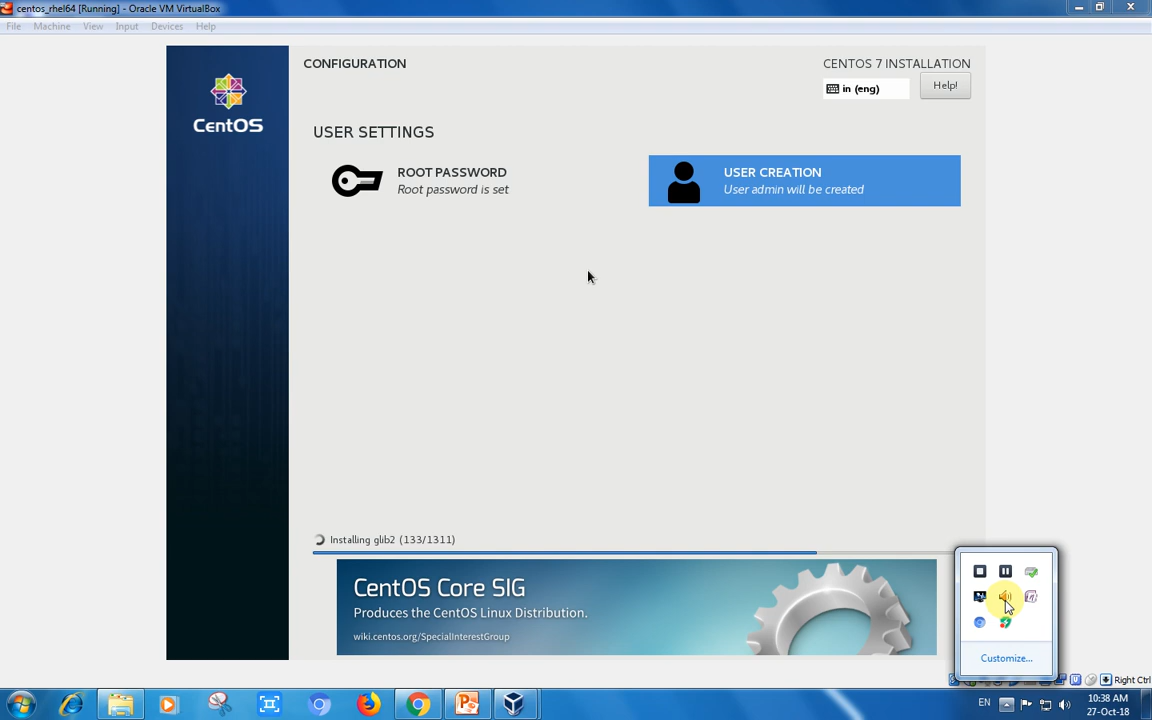 centos_rhel64 [Running] - Oracle VM VirtualBox
File Machine View Input Devices Help
CentOS
CONFIGURATION
CENTOS 7 INSTALLATION
in (eng)
Help!
USER SETTINGS
ROOT PASSWORD
Root password is set
USER CREATION
User admin will be created
Installing glib2 (133/1311)
CentOS Core SIG
Produces the CentOS Linux Distribution.
wiki.centos.org/SpecialInterestGroup
Customize...
Right Ctrl
EN
10:38 AM
27-Oct-18